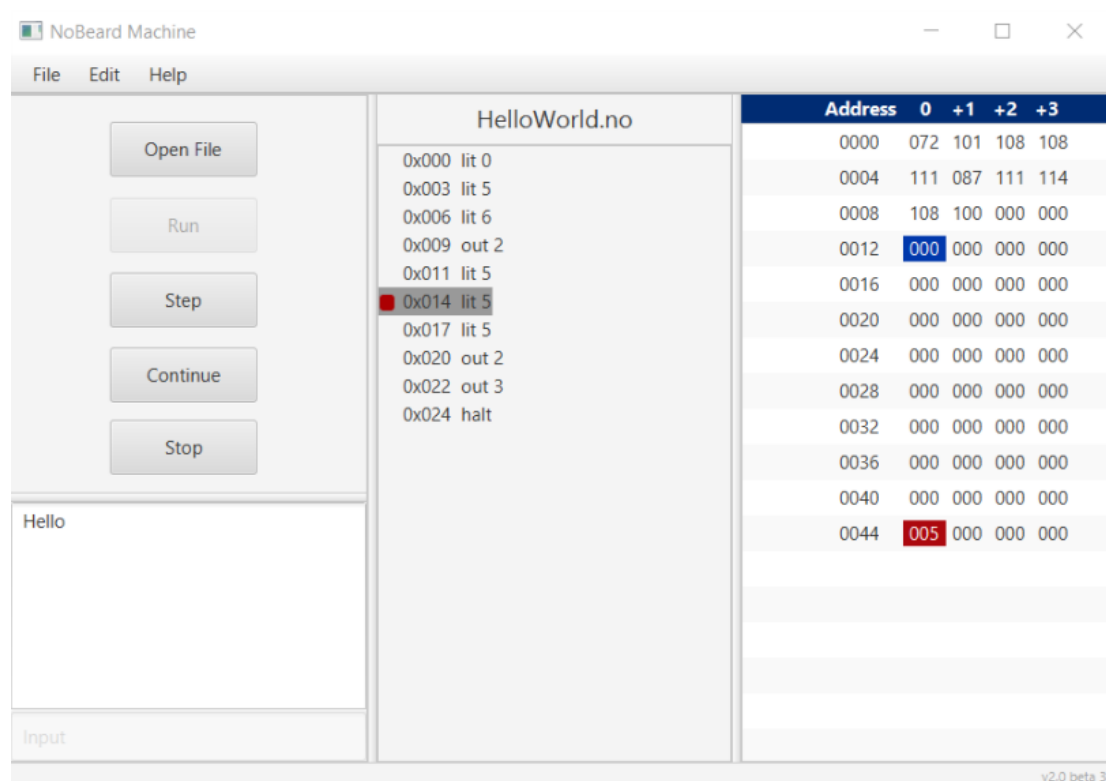 NoBeard Machine
File Edit Help
Open File
Run
Step
Continue
Stop
Hello
Input
HelloWorld.no
0x000 lit 0
0x003 lit 5
0x006 lit 6
0x009 out 2
0x011 lit 5
0x014 lit 5
0x017 lit 5
0x020 out 2
0x022 out 3
0x024 halt
Address 0 +1 +2 +3
0000 072 101 108 108
0004 111 087 111 114
0008 108 100 000 000
0012 000 000 000 000
0016 000 000 000 000
0020 000 000 000 000
0024 000 000 000 000
0028 000 000 000 000
0032 000 000 000 000
0036 000 000 000 000
0040 000 000 000 000
0044 005 000 000 000
v2.0 beta 3